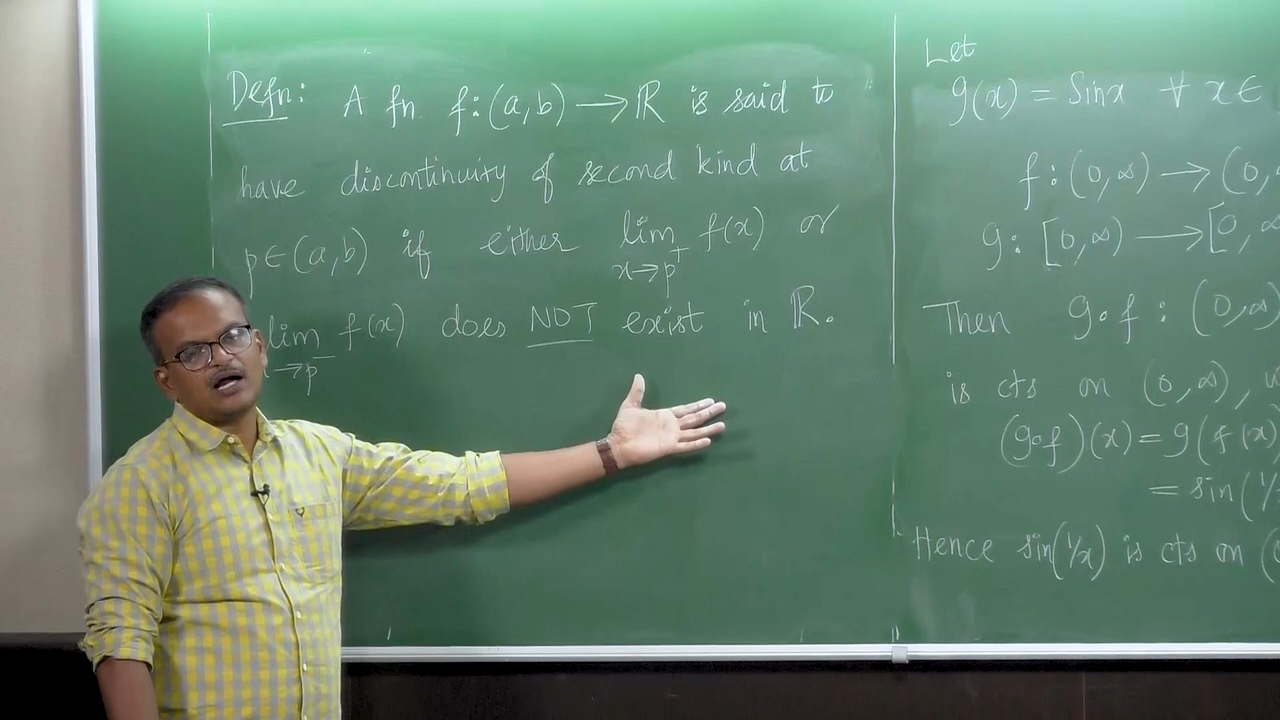 Defn: A fn. f:(a,b) ⟶ ℝ is said to
have discontinuity of second kind at
p∈(a,b) if either lim f(x) or
x→p⁺
lim f(x) does NOT exist in ℝ.
→p⁻
Let
g(x) = Sinx ∀ x∈
f:(0,∞) → (0,
g: [0,∞) ⟶ [0,∞
Then g∘f : (0,∞)
is cts on (0,∞),
(g∘f)(x) = g(f(x)
= sin(1/
Hence sin(1/x) is cts on (